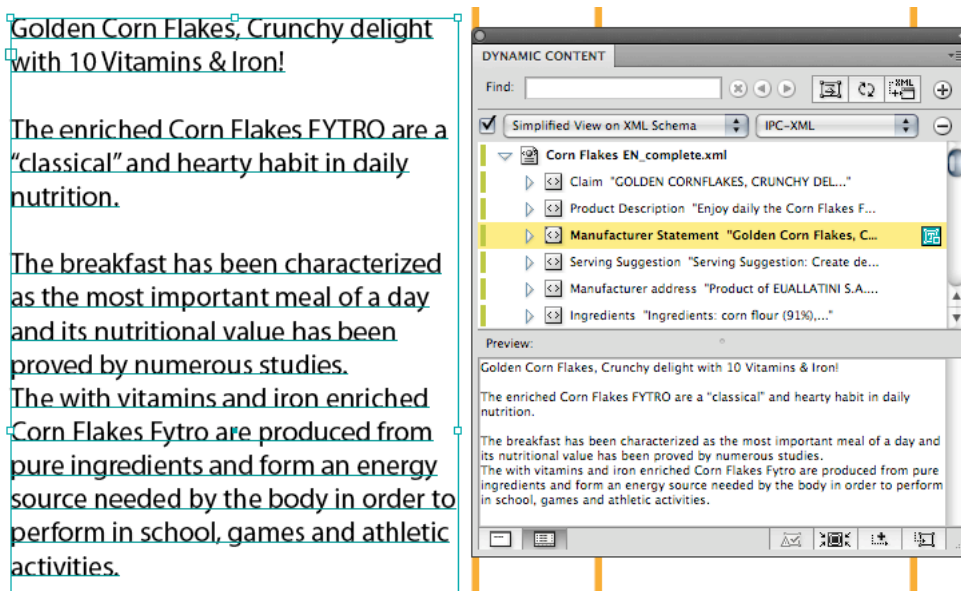 Golden Corn Flakes, Crunchy delight
with 10 Vitamins & Iron!
The enriched Corn Flakes FYTRO are a
“classical” and hearty habit in daily
nutrition.
The breakfast has been characterized
as the most important meal of a day
and its nutritional value has been
proved by numerous studies.
The with vitamins and iron enriched
Corn Flakes Fytro are produced from
pure ingredients and form an energy
source needed by the body in order to
perform in school, games and athletic
activities.
DYNAMIC CONTENT
Find:
XML
Simplified View on XML Schema
IPC-XML
Corn Flakes EN_complete.xml
Claim "GOLDEN CORNFLAKES, CRUNCHY DEL..."
Product Description "Enjoy daily the Corn Flakes F...
Manufacturer Statement "Golden Corn Flakes, C...
Serving Suggestion "Serving Suggestion: Create de...
Manufacturer address "Product of EUALLATINI S.A....
Ingredients "Ingredients: corn flour (91%),..."
Preview:
Golden Corn Flakes, Crunchy delight with 10 Vitamins & Iron!
The enriched Corn Flakes FYTRO are a “classical” and hearty habit in daily
nutrition.
The breakfast has been characterized as the most important meal of a day and
its nutritional value has been proved by numerous studies.
The with vitamins and iron enriched Corn Flakes Fytro are produced from pure
ingredients and form an energy source needed by the body in order to perform
in school, games and athletic activities.